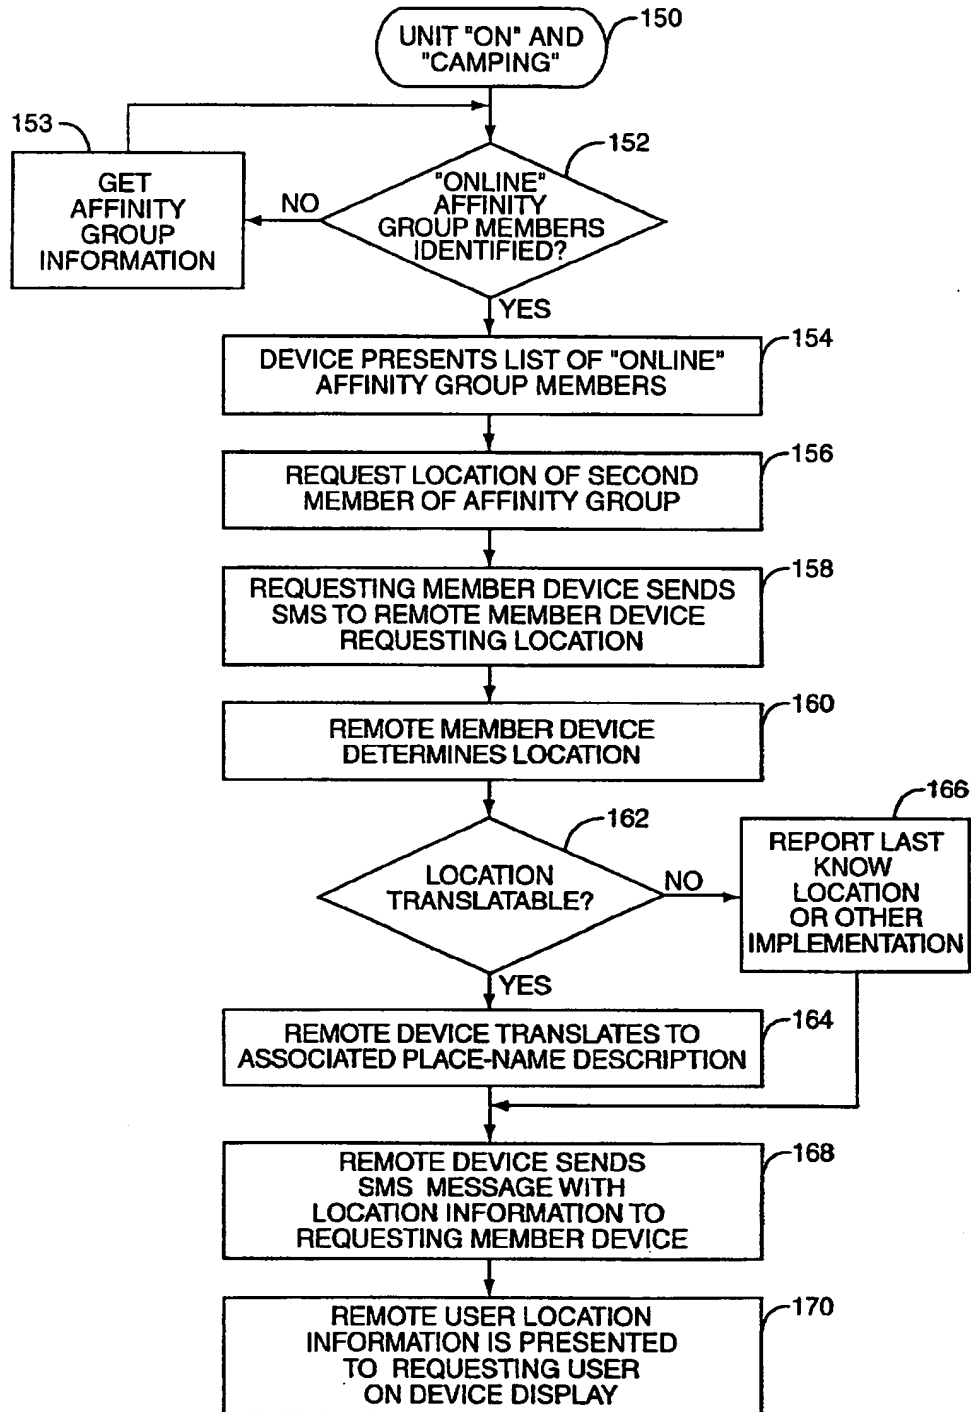 150
UNIT "ON" AND
"CAMPING"
153
152
GET
AFFINITY
GROUP
INFORMATION
NO
"ONLINE"
AFFINITY
GROUP MEMBERS
IDENTIFIED?
YES
154
DEVICE PRESENTS LIST OF "ONLINE"
AFFINITY GROUP MEMBERS
156
REQUEST LOCATION OF SECOND
MEMBER OF AFFINITY GROUP
158
REQUESTING MEMBER DEVICE SENDS
SMS TO REMOTE MEMBER DEVICE
REQUESTING LOCATION
160
REMOTE MEMBER DEVICE
DETERMINES LOCATION
162
LOCATION
TRANSLATABLE?
NO
166
REPORT LAST
KNOW
LOCATION
OR OTHER
IMPLEMENTATION
YES
164
REMOTE DEVICE TRANSLATES TO
ASSOCIATED PLACE-NAME DESCRIPTION
168
REMOTE DEVICE SENDS
SMS MESSAGE WITH
LOCATION INFORMATION TO
REQUESTING MEMBER DEVICE
170
REMOTE USER LOCATION
INFORMATION IS PRESENTED
TO REQUESTING USER
ON DEVICE DISPLAY